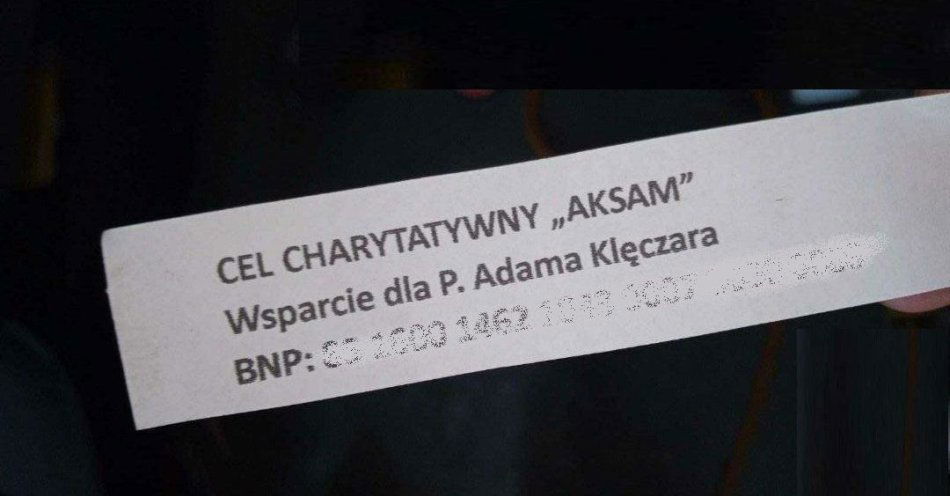 CEL CHARYTATYWNY „AKSAM”
Wsparcie dla P. Adama Klęczara
BNP: